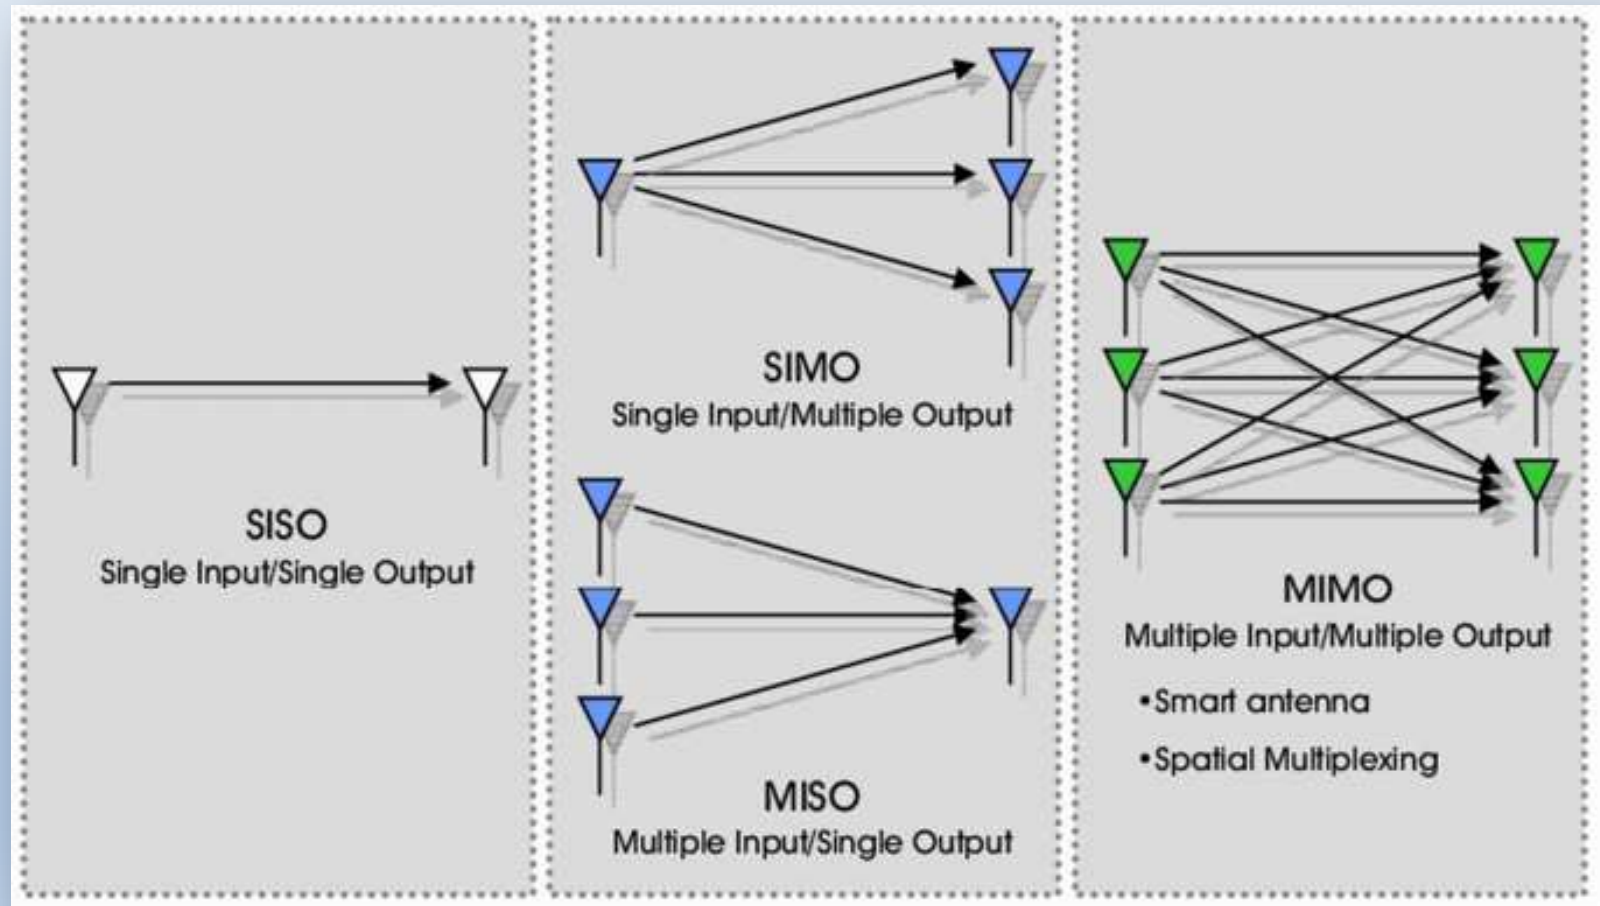 SISO
Single Input/Single Output
SIMO
Single Input/Multiple Output
MISO
Multiple Input/Single Output
MIMO
Multiple Input/Multiple Output
•Smart antenna
•Spatial Multiplexing